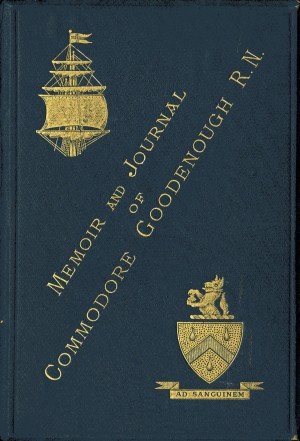 MEMOIR AND JOURNAL
OF
COMMODORE GOODENOUGH R.N.
AD SANGUINEM